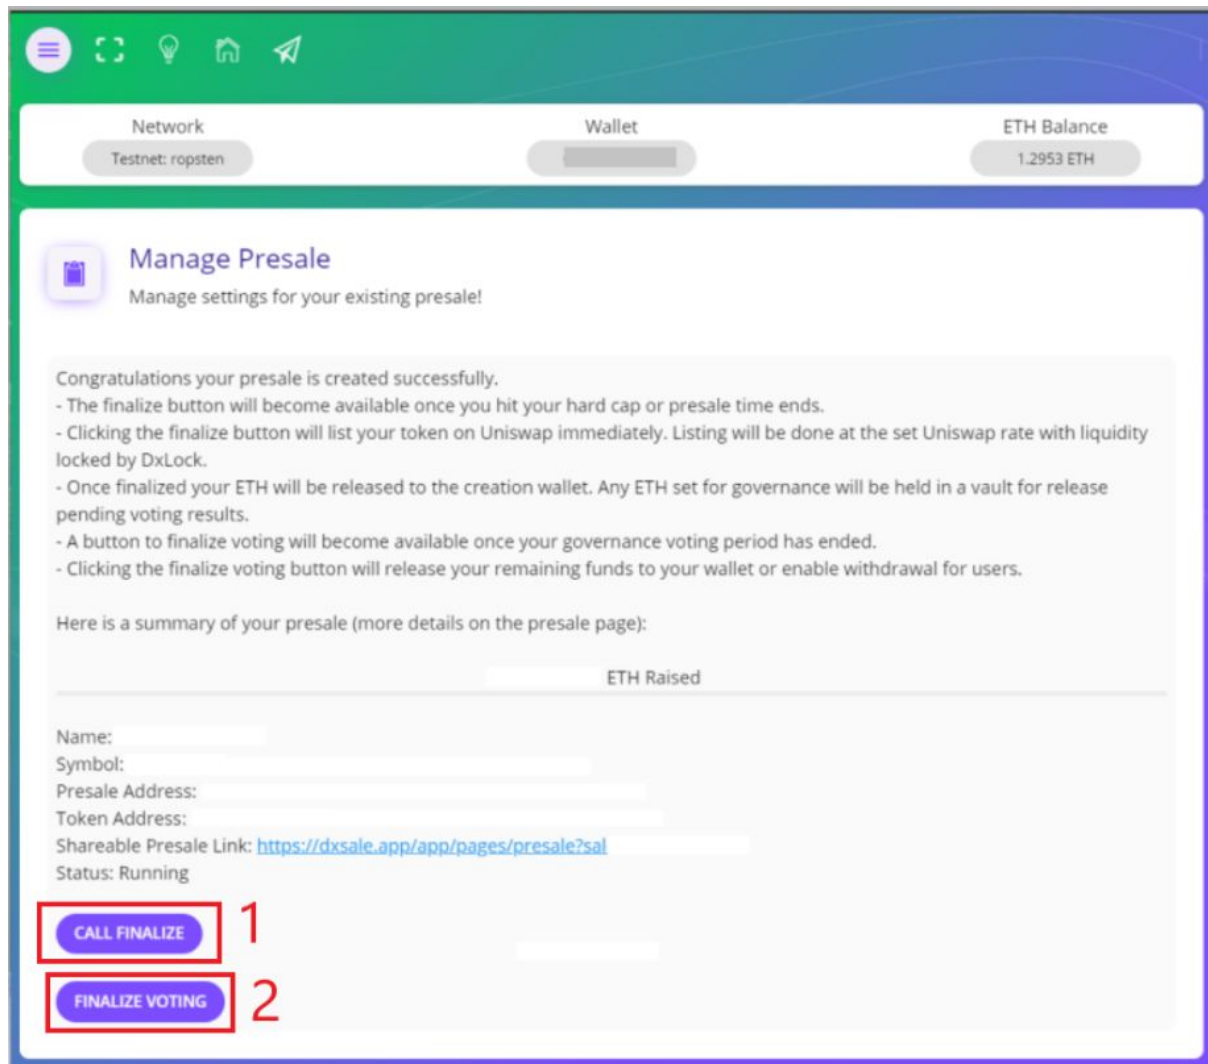 Network
Wallet
ETH Balance
Testnet: ropsten
1.2953 ETH
Manage Presale
Manage settings for your existing presale!
Congratulations your presale is created successfully.
- The finalize button will become available once you hit your hard cap or presale time ends.
- Clicking the finalize button will list your token on Uniswap immediately. Listing will be done at the set Uniswap rate with liquidity
locked by DxLock.
- Once finalized your ETH will be released to the creation wallet. Any ETH set for governance will be held in a vault for release
pending voting results.
- A button to finalize voting will become available once your governance voting period has ended.
- Clicking the finalize voting button will release your remaining funds to your wallet or enable withdrawal for users.
Here is a summary of your presale (more details on the presale page):
ETH Raised
Name:
Symbol:
Presale Address:
Token Address:
Shareable Presale Link: https://dxsale.app/app/pages/presale?sal
Status: Running
CALL FINALIZE
1
FINALIZE VOTING
2